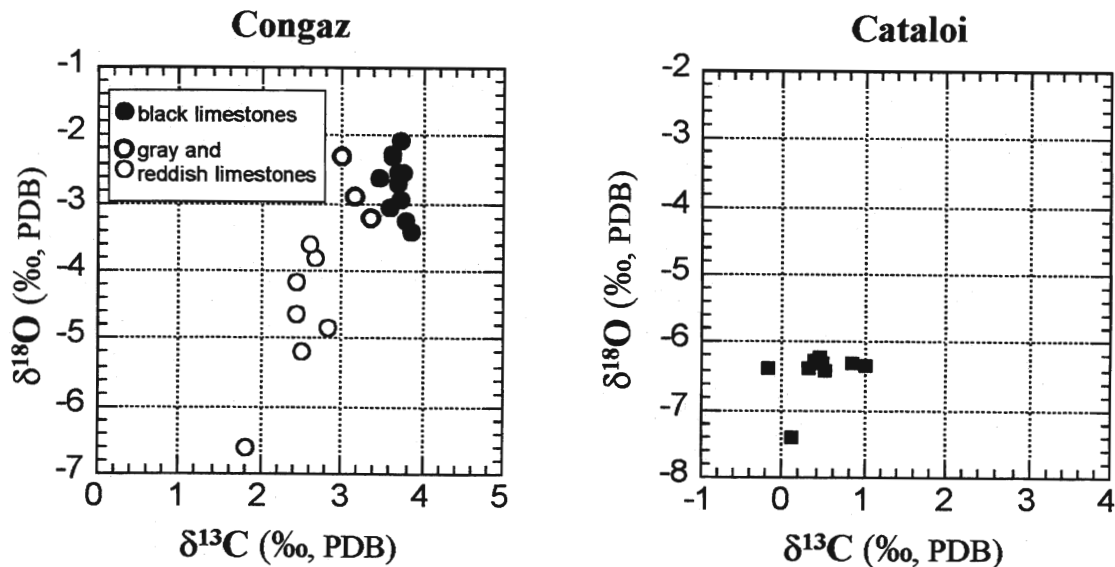 Congaz
-1
-2
-3
-4
-5
-6
-7
black limestones
gray and
reddish limestones
δ¹⁸O (‰, PDB)
0 1 2 3 4 5
δ¹³C (‰, PDB)
Cataloi
-2
-3
-4
-5
-6
-7
-8
δ¹⁸O (‰, PDB)
-1 0 1 2 3 4
δ¹³C (‰, PDB)